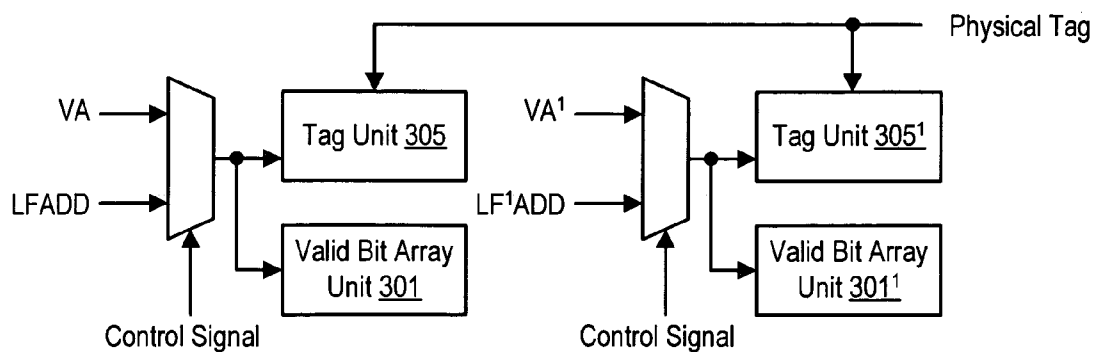 Physical Tag
VA
Tag Unit 305
VA¹
Tag Unit 305¹
LFADD
LF¹ADD
Valid Bit Array
Unit 301
Valid Bit Array
Unit 301¹
Control Signal
Control Signal